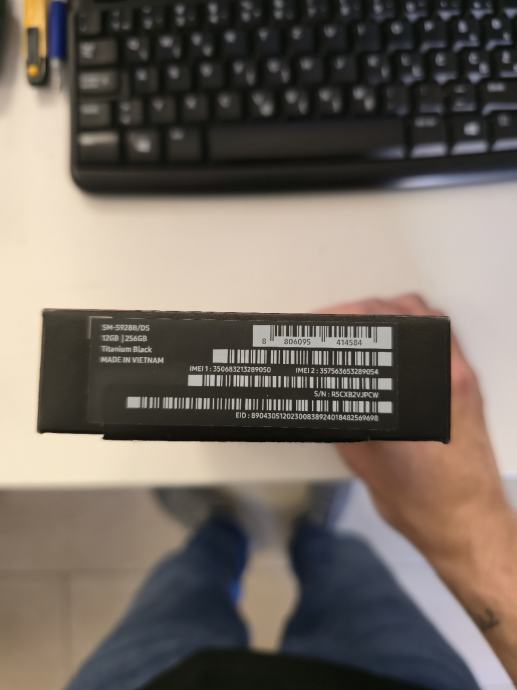 SM-S928B/DS
12GB | 256GB
Titanium Black
MADE IN VIETNAM
8 806095 414584
IMEI 1 : 350683213289050 IMEI 2 : 357563653289054
S/N : R5CXB2VJPCW
EID : 89043051202300838924018482569698